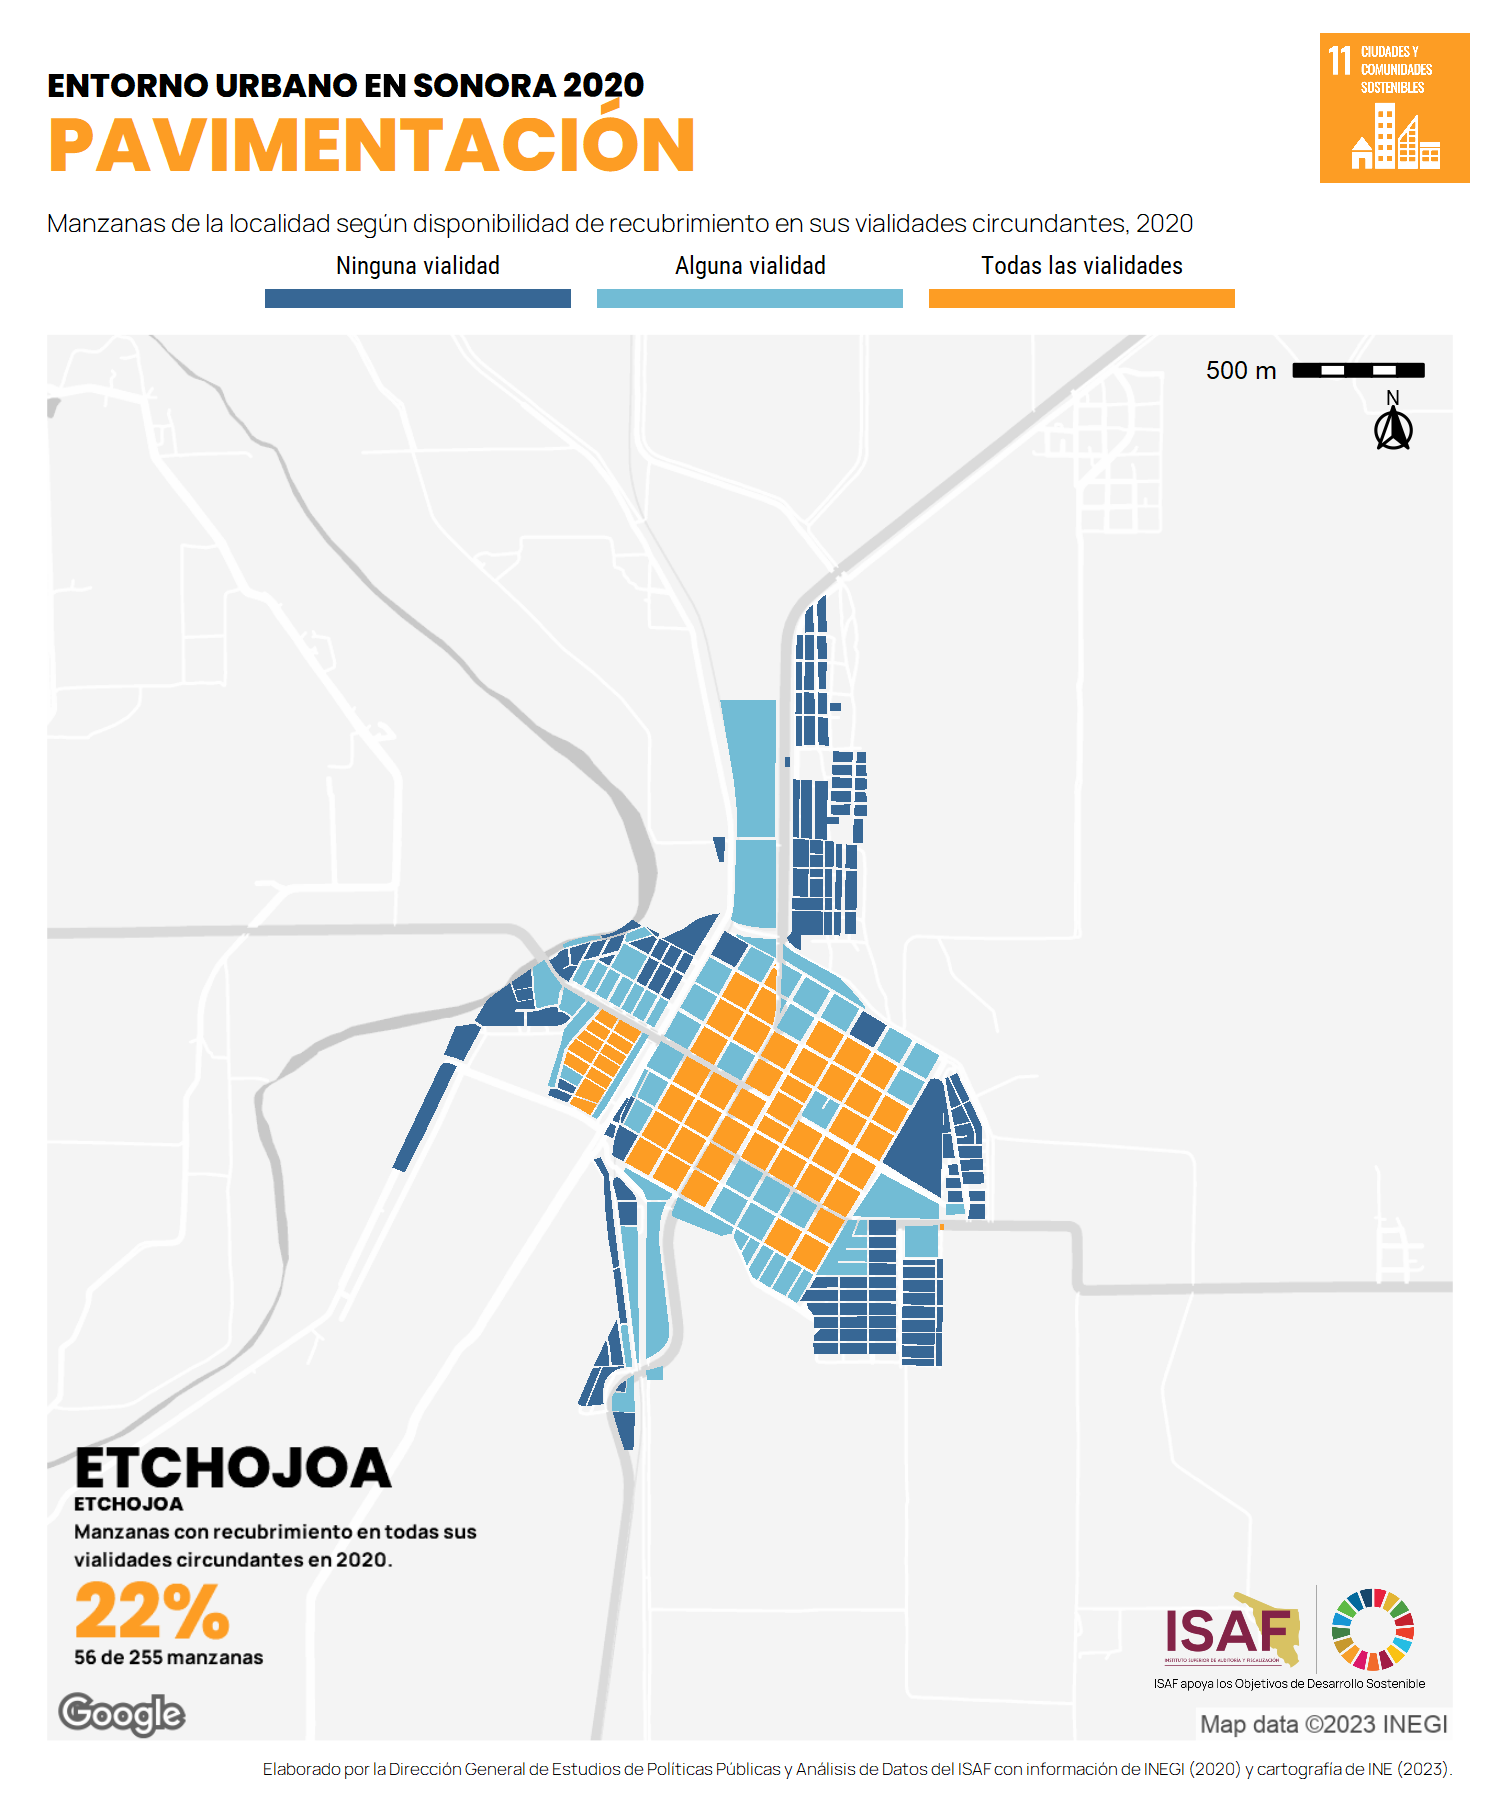 ENTORNO URBANO EN SONORA 2020
PAVIMENTACIÓN
11 CIUDADES Y
COMUNIDADES
SOSTENIBLES
Manzanas de la localidad según disponibilidad de recubrimiento en sus vialidades circundantes, 2020
Ninguna vialidad
Alguna vialidad
Todas las vialidades
500 m
N
ETCHOJOA
ETCHOJOA
Manzanas con recubrimiento en todas sus
vialidades circundantes en 2020.
22%
56 de 255 manzanas
Google
ISAF
INSTITUTO SUPERIOR DE AUDITORÍA Y FISCALIZACIÓN
ISAF apoya los Objetivos de Desarrollo Sostenible
Map data ©2023 INEGI
Elaborado por la Dirección General de Estudios de Políticas Públicas y Análisis de Datos del ISAF con información de INEGI (2020) y cartografía de INE (2023).